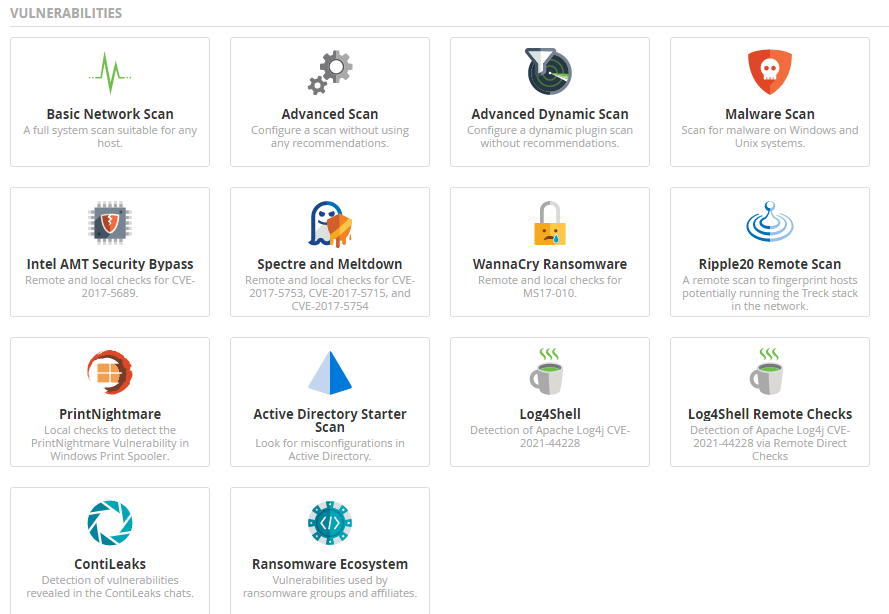 VULNERABILITIES
Basic Network Scan
A full system scan suitable for any
host.
Advanced Scan
Configure a scan without using
any recommendations.
Advanced Dynamic Scan
Configure a dynamic plugin scan
without recommendations.
Malware Scan
Scan for malware on Windows and
Unix systems.
Intel AMT Security Bypass
Remote and local checks for CVE-
2017-5689.
Spectre and Meltdown
Remote and local checks for CVE-
2017-5753, CVE-2017-5715, and
CVE-2017-5754
WannaCry Ransomware
Remote and local checks for
MS17-010.
Ripple20 Remote Scan
A remote scan to fingerprint hosts
potentially running the Treck stack
in the network.
PrintNightmare
Local checks to detect the
PrintNightmare Vulnerability in
Windows Print Spooler.
Active Directory Starter
Scan
Look for misconfigurations in
Active Directory.
Log4Shell
Detection of Apache Log4j CVE-
2021-44228
Log4Shell Remote Checks
Detection of Apache Log4j CVE-
2021-44228 via Remote Direct
Checks
ContiLeaks
Detection of vulnerabilities
revealed in the ContiLeaks chats.
Ransomware Ecosystem
Vulnerabilities used by
ransomware groups and affiliates.